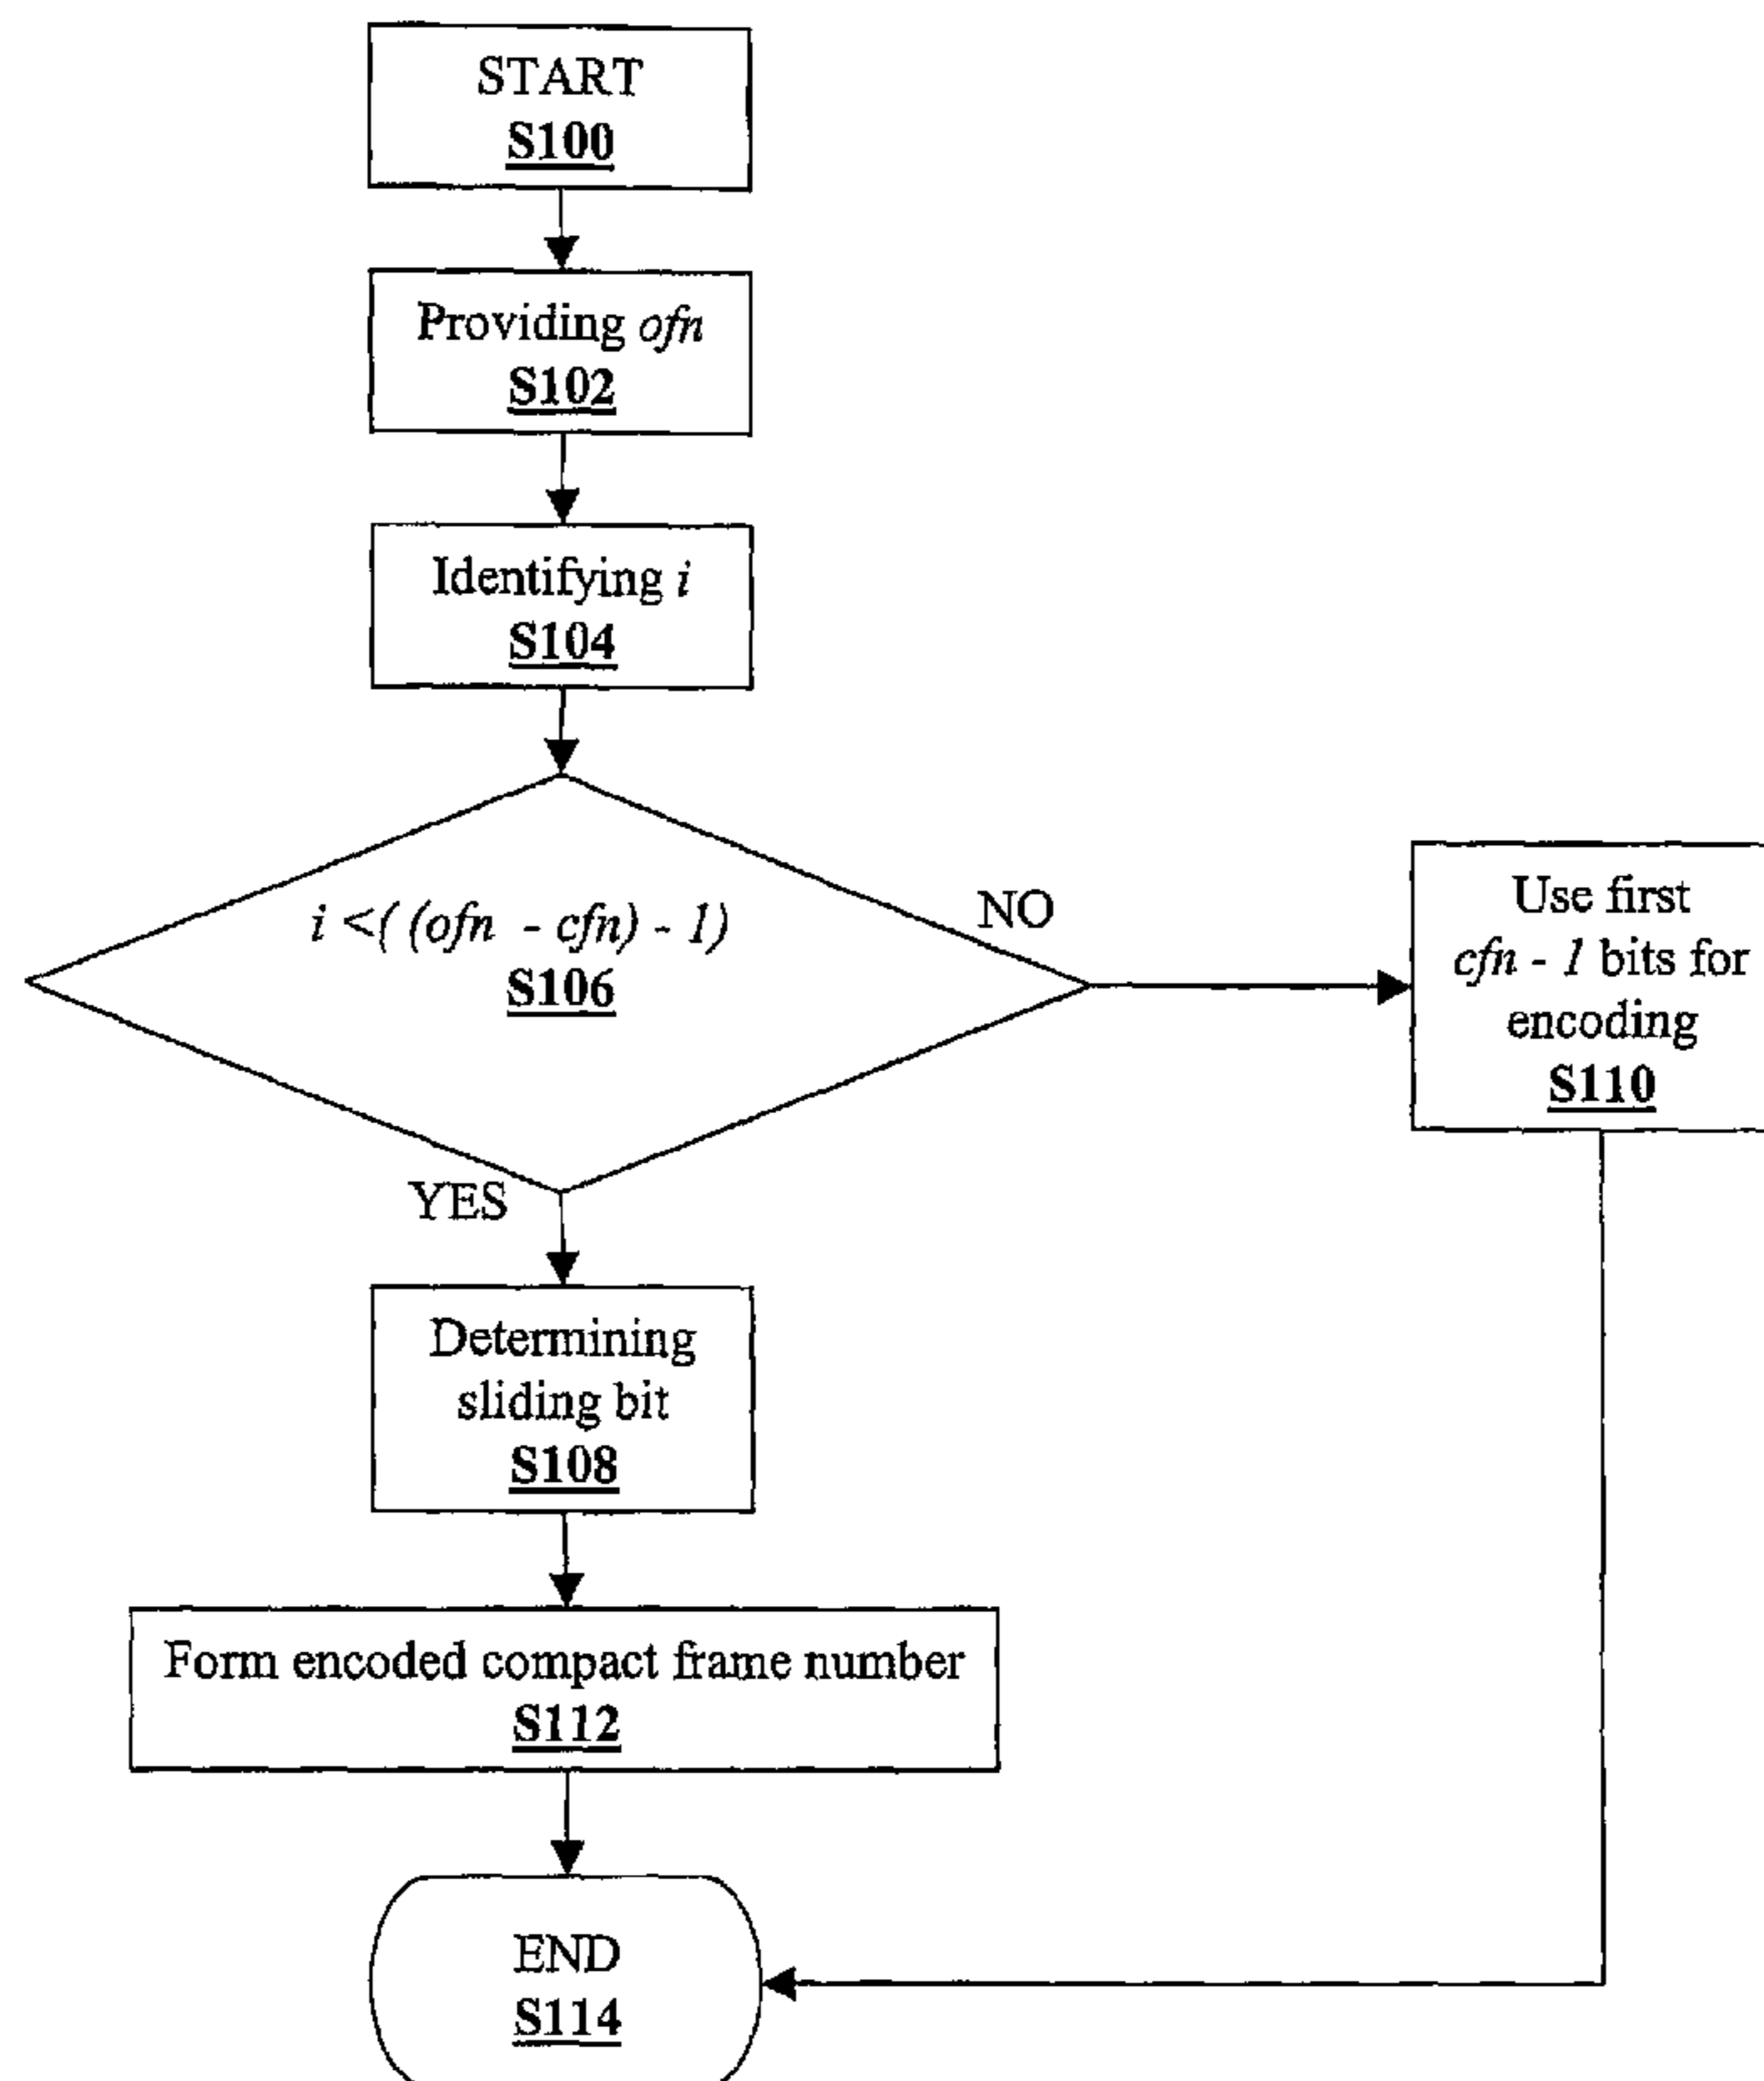 START
S100
Providing ofn
S102
Identifying i
S104
i <( (ofn - cfn) - 1)
S106
NO
Use first
cfn - 1 bits for
encoding
S110
YES
Determining
sliding bit
S108
Form encoded compact frame number
S112
END
S114